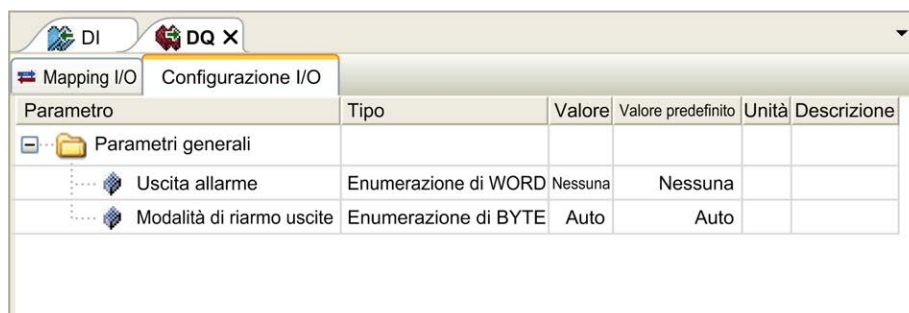 DI DQ X
Mapping I/O Configurazione I/O
Parametro Tipo Valore Valore predefinito Unità Descrizione
Parametri generali
Uscita allarme Enumerazione di WORD Nessuna Nessuna
Modalità di riarmo uscite Enumerazione di BYTE Auto Auto